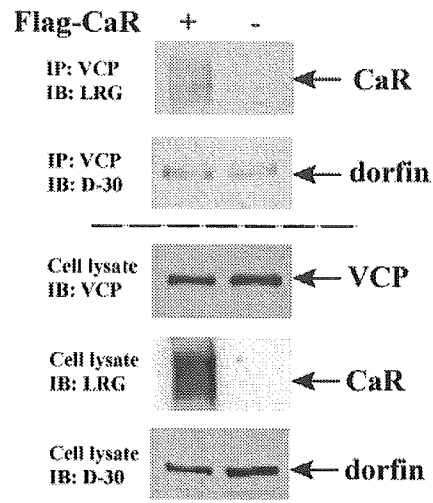 Flag-CaR + -
IP: VCP
IB: LRG
CaR
IP: VCP
IB: D-30
dorfin
Cell lysate
IB: VCP
VCP
Cell lysate
IB: LRG
CaR
Cell lysate
IB: D-30
dorfin